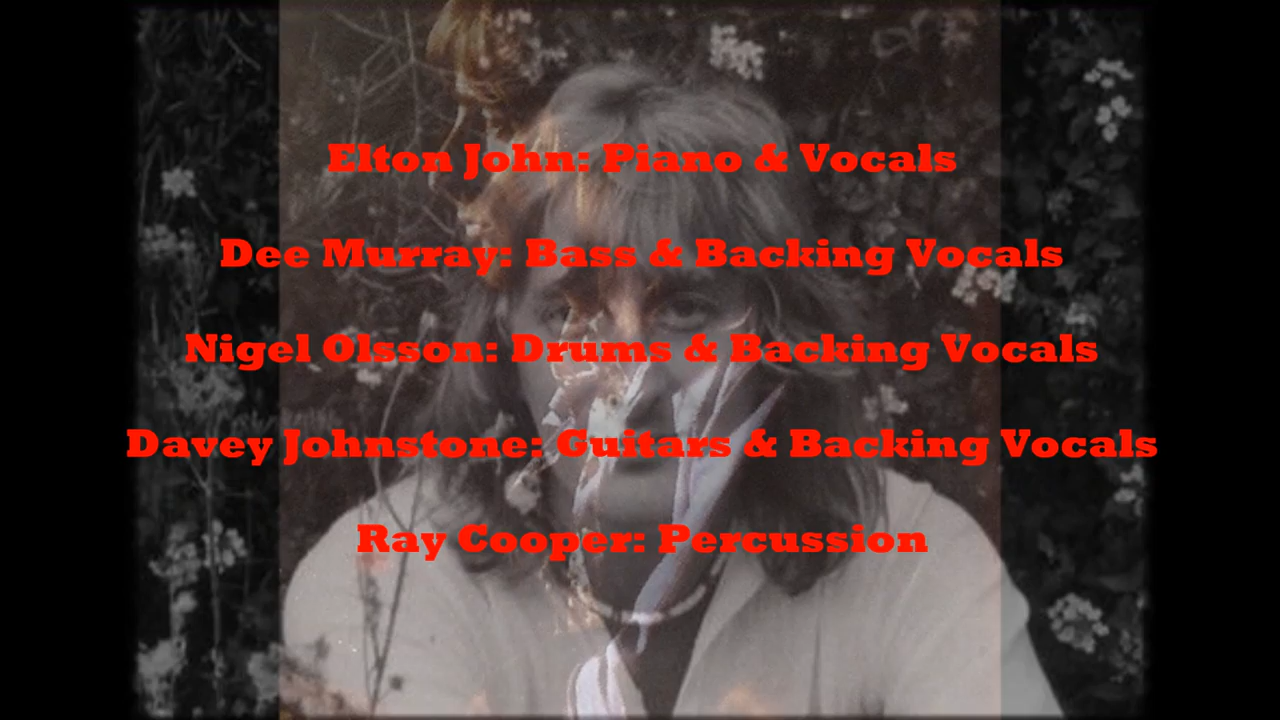 Elton John: Piano & Vocals
Dee Murray: Bass & Backing Vocals
Nigel Olsson: Drums & Backing Vocals
Davey Johnstone: Guitars & Backing Vocals
Ray Cooper: Percussion